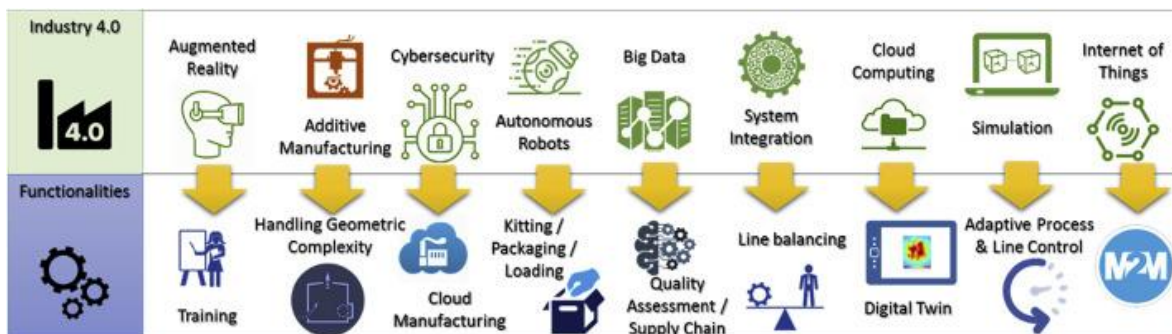 Industry 4.0
4.0
Augmented
Reality
Additive
Manufacturing
Cybersecurity
Autonomous
Robots
Big Data
System
Integration
Cloud
Computing
Simulation
Internet of
Things
Functionalities
Training
Handling Geometric
Complexity
Cloud
Manufacturing
Kitting /
Packaging /
Loading
Quality
Assessment /
Supply Chain
Line balancing
Digital Twin
Adaptive Process
& Line Control
M2M